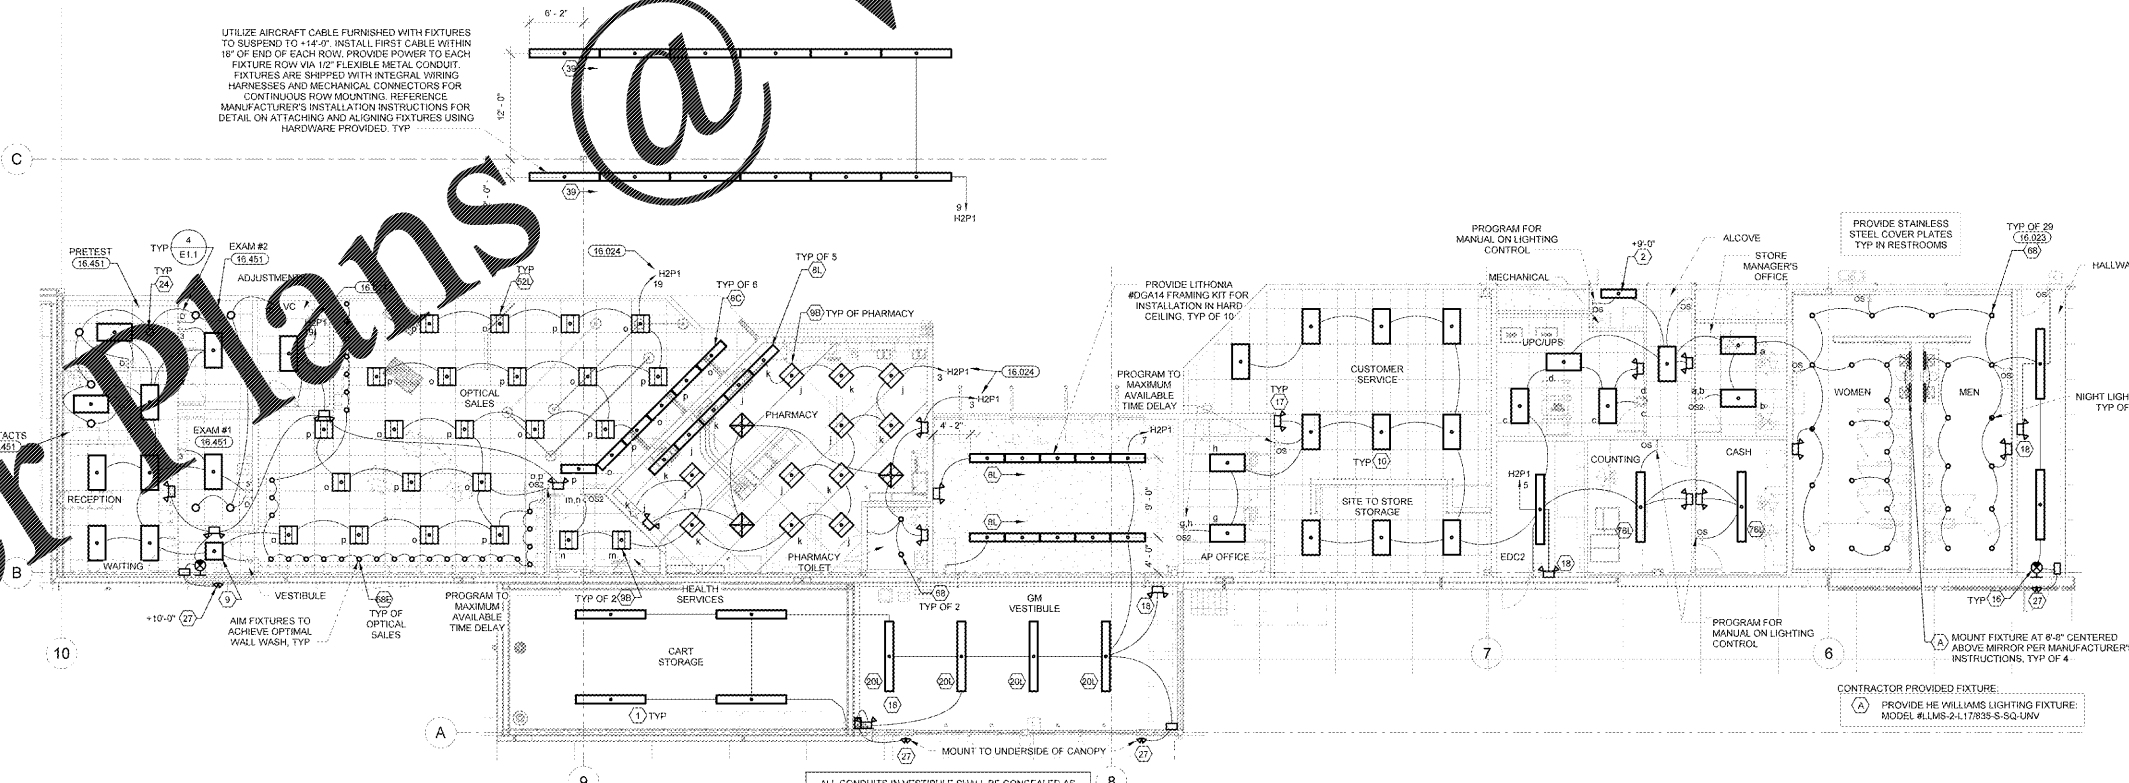 6' - 2"
UTILIZE AIRCRAFT CABLE FURNISHED WITH FIXTURES
TO SUSPEND TO +14'-0". INSTALL FIRST CABLE WITHIN
18" OF END OF EACH ROW. PROVIDE POWER TO EACH
FIXTURE ROW VIA 1/2" FLEXIBLE METAL CONDUIT.
FIXTURES ARE SHIPPED WITH INTEGRAL WIRING
HARNESSES AND MECHANICAL CONNECTORS FOR
CONTINUOUS ROW MOUNTING. REFERENCE
MANUFACTURER'S INSTALLATION INSTRUCTIONS FOR
DETAIL ON ATTACHING AND ALIGNING FIXTURES USING
HARDWARE PROVIDED. TYP
39
12' - 0"
C
39
9
H2P1
Plans @
PRETEST
16.451
TYP
4
E1.1
EXAM #2
16.451
TYP
24
ADJUSTMENT
VC
TYP
52L
16.024
H2P1
19
TYP OF 6
6C
TYP OF 5
8L
9B TYP OF PHARMACY
PROVIDE LITHONIA
#DGA14 FRAMING KIT FOR
INSTALLATION IN HARD
CEILING, TYP OF 10
PROGRAM FOR
MANUAL ON LIGHTING
CONTROL
+9'-0"
2
ALCOVE
STORE
MANAGER'S
OFFICE
MECHANICAL
PROVIDE STAINLESS
STEEL COVER PLATES
TYP IN RESTROOMS
TYP OF 29
16.023
68
HALLWA
UPC/UPS
OPTICAL
SALES
PHARMACY
H2P1
3
16.024
H2P1
3
PROGRAM TO
MAXIMUM
AVAILABLE
TIME DELAY
CUSTOMER
SERVICE
TYP
17
WOMEN
MEN
NIGHT LIGH
TYP OF
TACTS
451
EXAM #1
16.451
4' - 2"
H2P1
7
6L
9' - 0"
8L
4' - 0"
TYP 10
SITE TO STORE
STORAGE
COUNTING
CASH
H2P1
5
18
RECEPTION
WAITING
h
g
g,h
OS2
AP OFFICE
EDC2
18
76L
76L
B
PHARMACY
TOILET
VESTIBULE
9
68E
TYP OF
OPTICAL
SALES
+10'-0" 27
AIM FIXTURES TO
ACHIEVE OPTIMAL
WALL WASH, TYP
PROGRAM TO
MAXIMUM
AVAILABLE
TIME DELAY
TYP OF 2 9B
HEALTH
SERVICES
68
TYP OF 2
GM
VESTIBULE
18
TYP 16
27
10
CART
STORAGE
7
PROGRAM FOR
MANUAL ON LIGHTING
CONTROL
6
A MOUNT FIXTURE AT 6'-8" CENTERED
ABOVE MIRROR PER MANUFACTURER'S
INSTRUCTIONS, TYP OF 4
20L
20L
20L
20L
18
1 TYP
CONTRACTOR PROVIDED FIXTURE:
A PROVIDE HE WILLIAMS LIGHTING FIXTURE:
MODEL #LLMS-2-L17/835-S-SQ-UNV
A
27
MOUNT TO UNDERSIDE OF CANOPY
27
9
8
ALL CONDUITS IN VESTIBULE SHALL BE CONCEALED AS